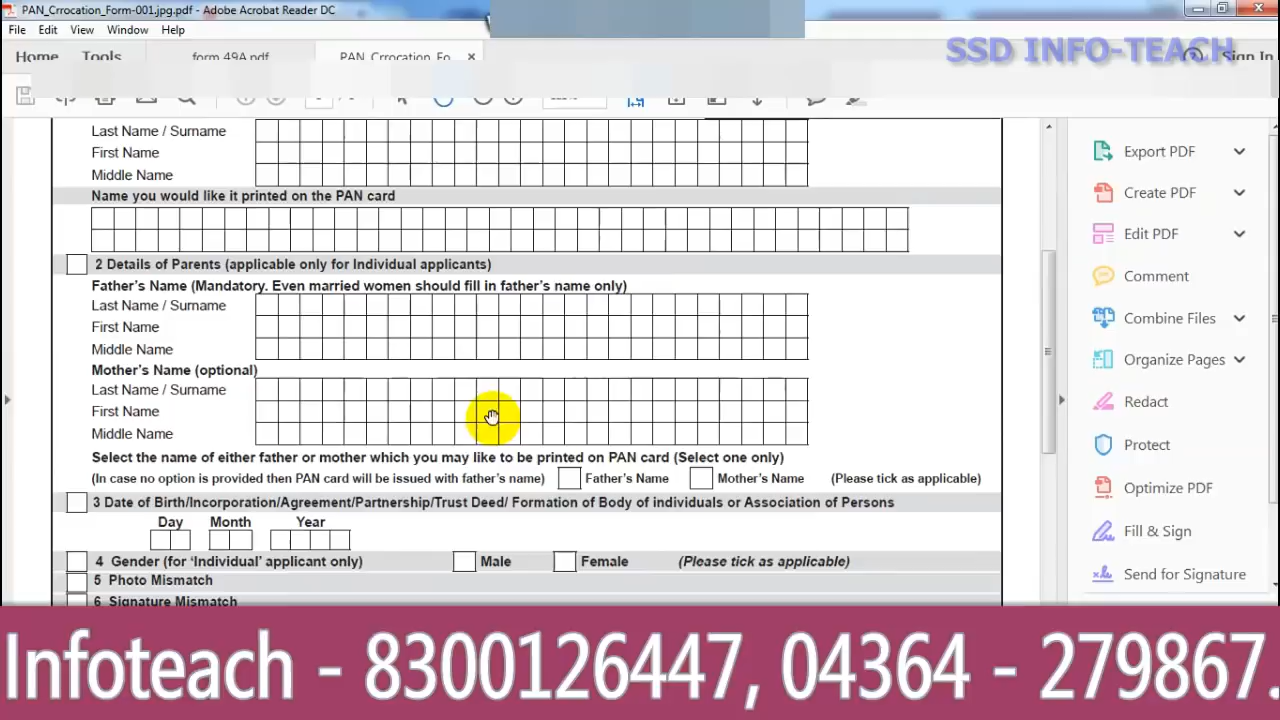 PAN_Crrocation_Form-001.jpg.pdf - Adobe Acrobat Reader DC
File Edit View Window Help
SSD INFO-TEACH
Home Tools form 49A.pdf PAN_Crrocation_Fo... × Sign In
Last Name / Surname
First Name
Middle Name
Name you would like it printed on the PAN card
2 Details of Parents (applicable only for Individual applicants)
Father's Name (Mandatory. Even married women should fill in father's name only)
Last Name / Surname
First Name
Middle Name
Mother's Name (optional)
Last Name / Surname
First Name
Middle Name
Select the name of either father or mother which you may like to be printed on PAN card (Select one only)
(In case no option is provided then PAN card will be issued with father's name) Father's Name Mother's Name (Please tick as applicable)
3 Date of Birth/Incorporation/Agreement/Partnership/Trust Deed/ Formation of Body of individuals or Association of Persons
Day Month Year
4 Gender (for 'Individual' applicant only) Male Female (Please tick as applicable)
5 Photo Mismatch
6 Signature Mismatch
Export PDF
Create PDF
Edit PDF
Comment
Combine Files
Organize Pages
Redact
Protect
Optimize PDF
Fill & Sign
Send for Signature
Infoteach - 8300126447, 04364 - 279867.